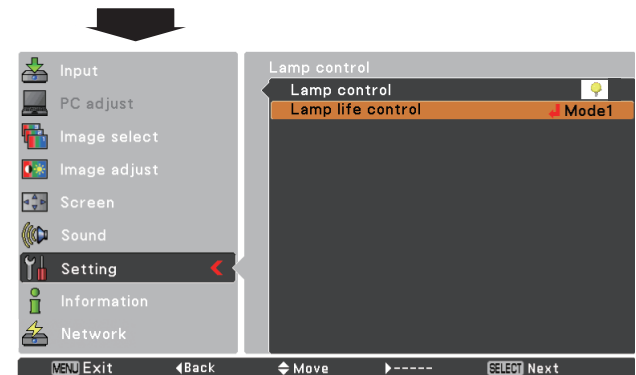 Input
PC adjust
Image select
Image adjust
Screen
Sound
Setting
Information
Network
Lamp control
Lamp control
Lamp life control Mode1
MENU Exit Back Move ----- SELECT Next